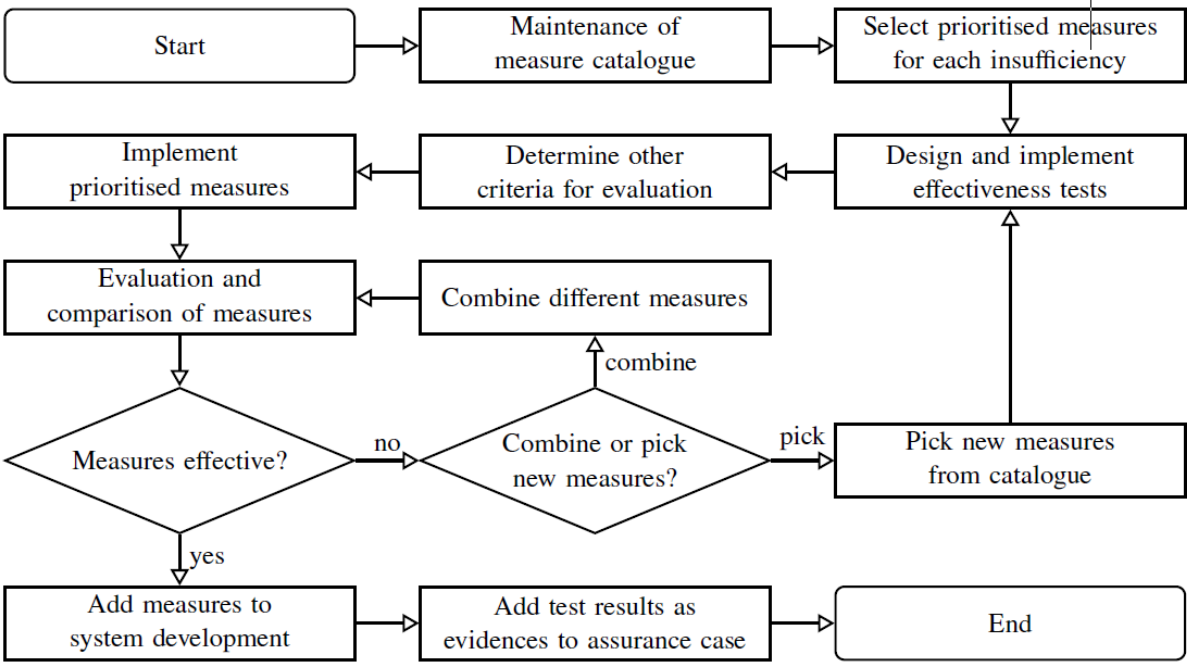 Start
Maintenance of
measure catalogue
Select prioritised measures
for each insufficiency
Implement
prioritised measures
Determine other
criteria for evaluation
Design and implement
effectiveness tests
Evaluation and
comparison of measures
Combine different measures
combine
Measures effective?
no
Combine or pick
new measures?
pick
Pick new measures
from catalogue
yes
Add measures to
system development
Add test results as
evidences to assurance case
End